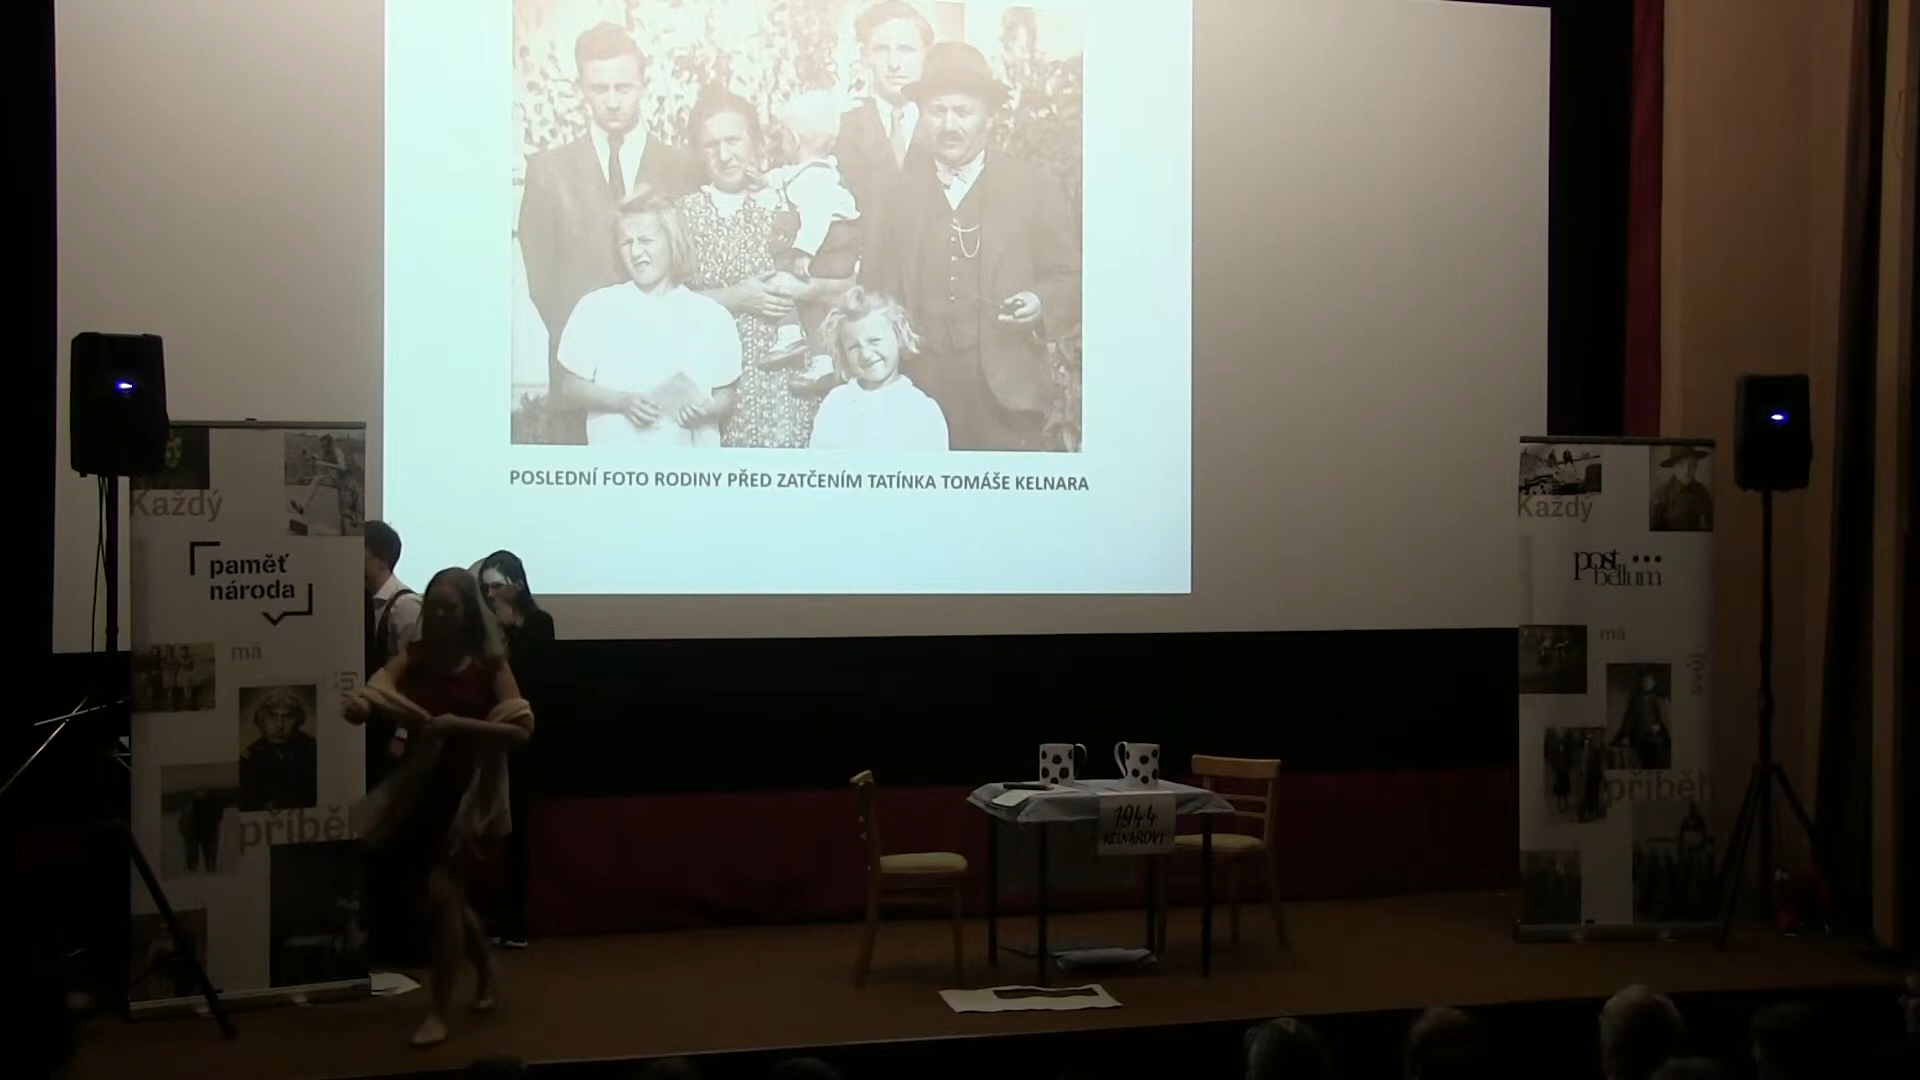 POSLEDNÍ FOTO RODINY PŘED ZATČENÍM TATÍNKA TOMÁŠE KELNARA
Každý
paměť
národa
má
svůj
příběh
Každý
post
bellum
má
svůj
příběh
1944
KELNAROVI